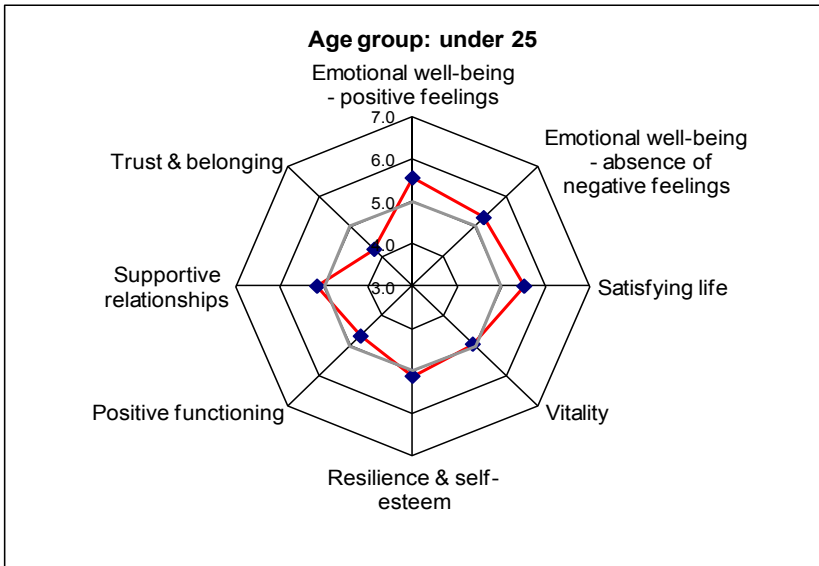 Age group: under 25
Emotional well-being
- positive feelings
7.0
Emotional well-being
- absence of
negative feelings
6.0
Trust & belonging
5.0
.0
Supportive
relationships
3.0
Satisfying life
Positive functioning
Vitality
Resilience & self-
esteem